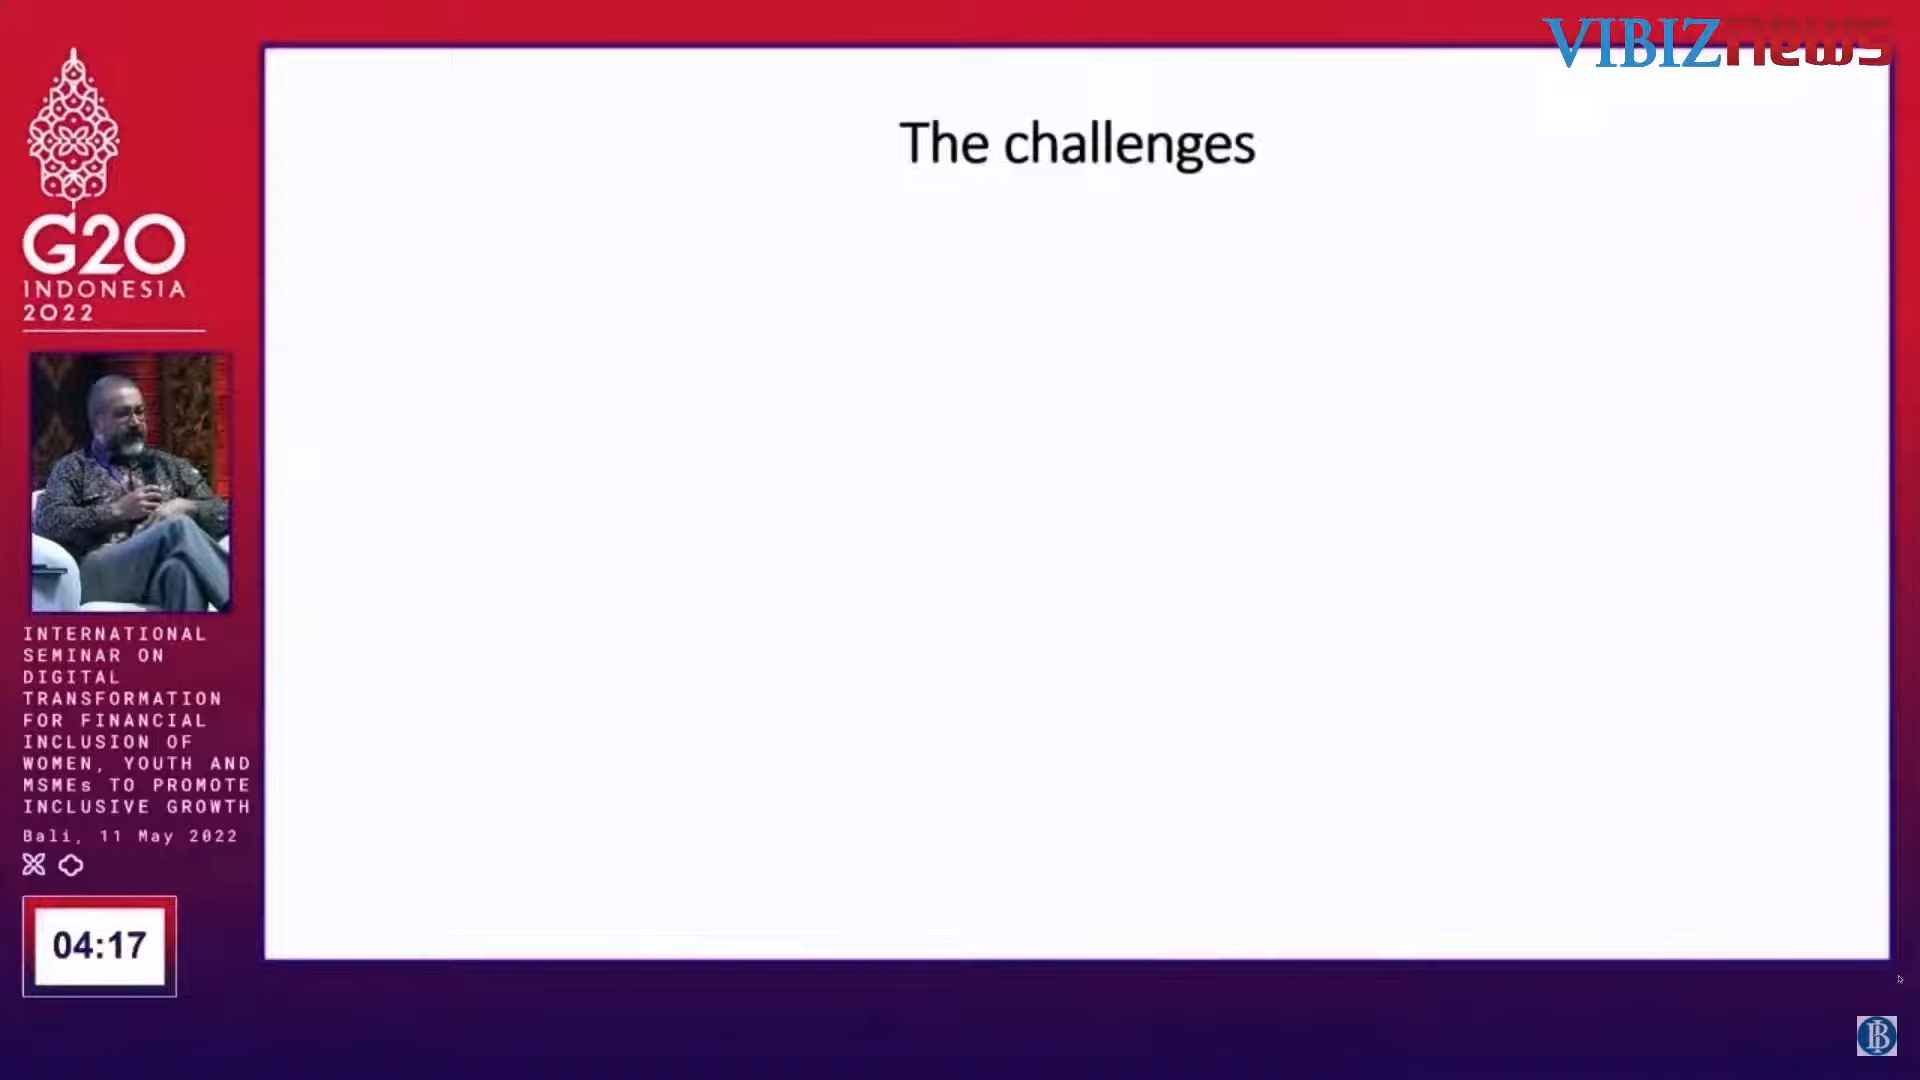 VIBIZnews
The challenges
G20
INDONESIA
2022
INTERNATIONAL
SEMINAR ON
DIGITAL
TRANSFORMATION
FOR FINANCIAL
INCLUSION OF
WOMEN, YOUTH AND
MSMEs TO PROMOTE
INCLUSIVE GROWTH
Bali, 11 May 2022
04:17